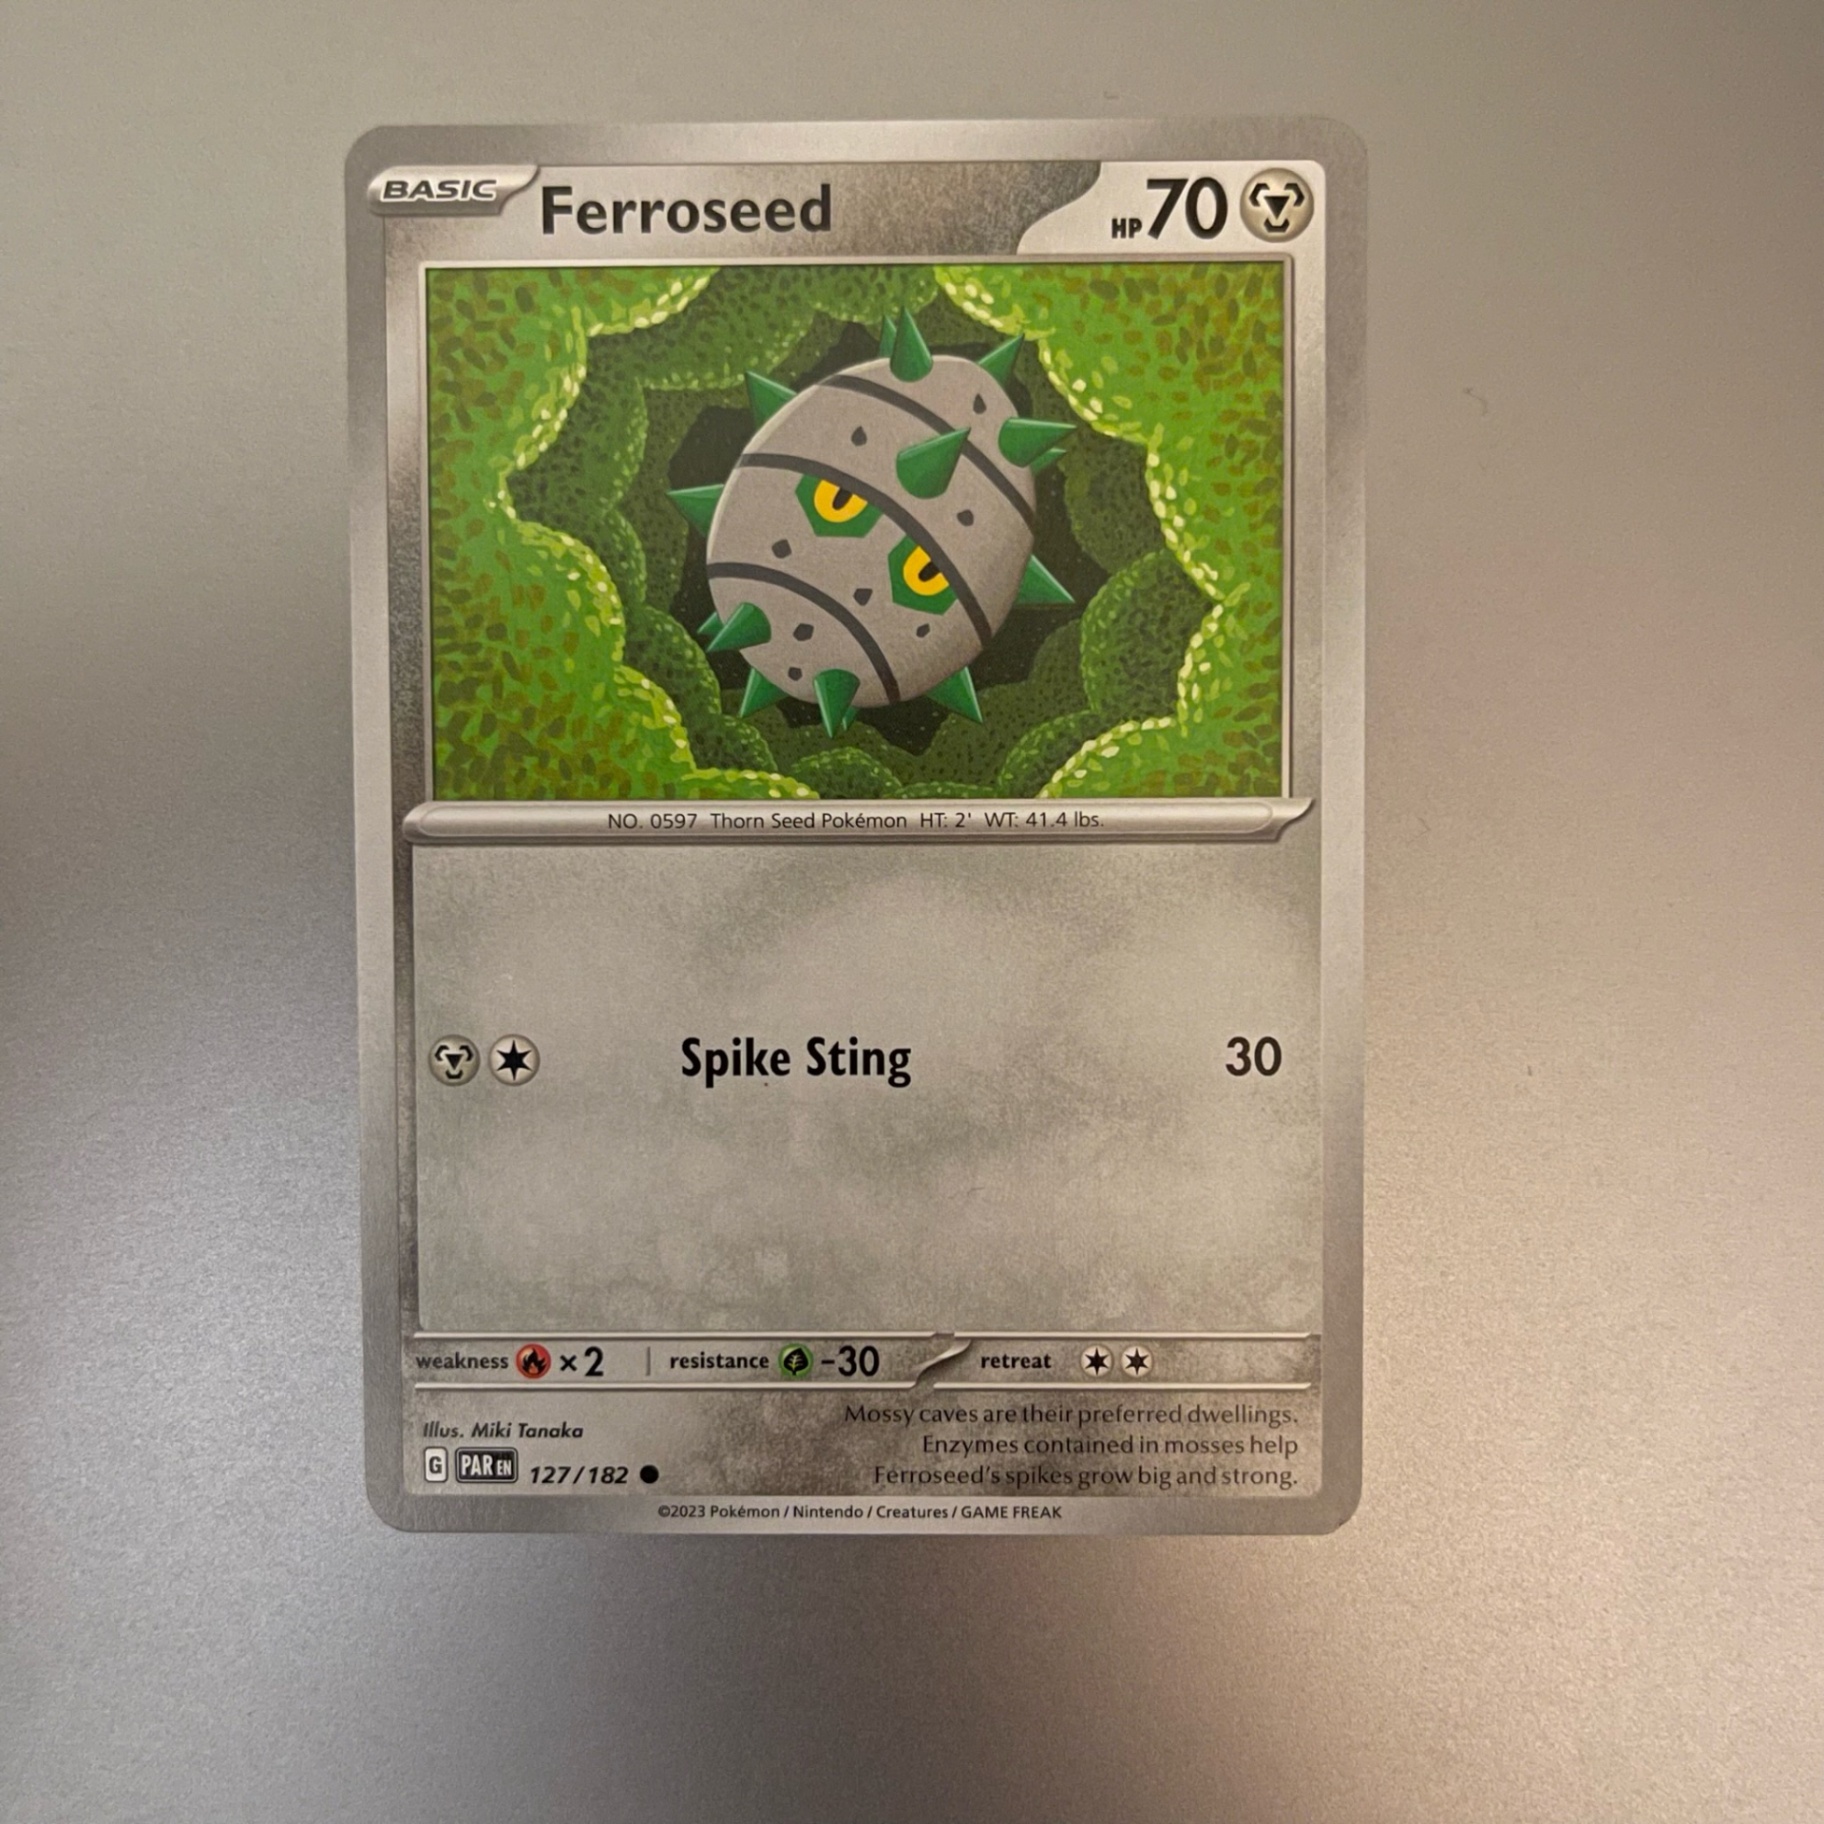 BASIC Ferroseed HP 70
NO. 0597 Thorn Seed Pokémon HT: 2' WT: 41.4 lbs.
Spike Sting 30
weakness ×2 | resistance -30 retreat
Illus. Miki Tanaka
G PAR EN 127/182
Mossy caves are their preferred dwellings.
Enzymes contained in mosses help
Ferroseed's spikes grow big and strong.
©2023 Pokémon / Nintendo / Creatures / GAME FREAK